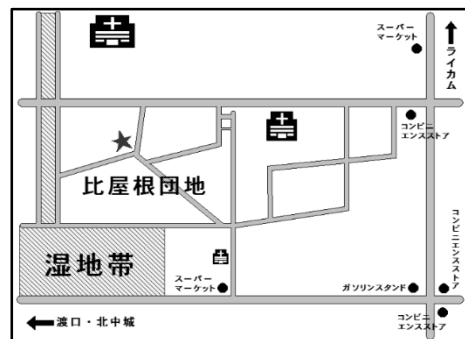 スーパー
マーケット
ライカム
コンビニ
エンスストア
比屋根団地
湿地帯
スーパー
マーケット
ガソリンスタンド
コンビニエンスストア
コンビニ
エンスストア
渡口・北中城